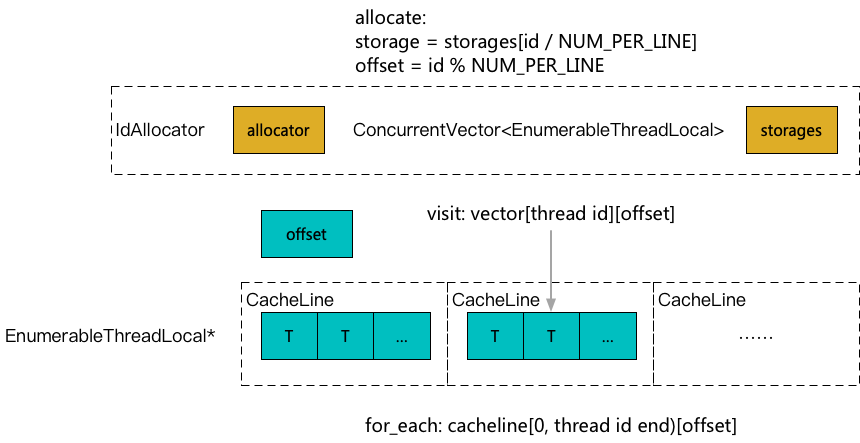 allocate:
storage = storages[id / NUM_PER_LINE]
offset = id % NUM_PER_LINE
IdAllocator allocator ConcurrentVector<EnumerableThreadLocal> storages
offset
visit: vector[thread id][offset]
CacheLine CacheLine CacheLine
EnumerableThreadLocal* T T ... T T ... ......
for_each: cacheline[0, thread id end)[offset]